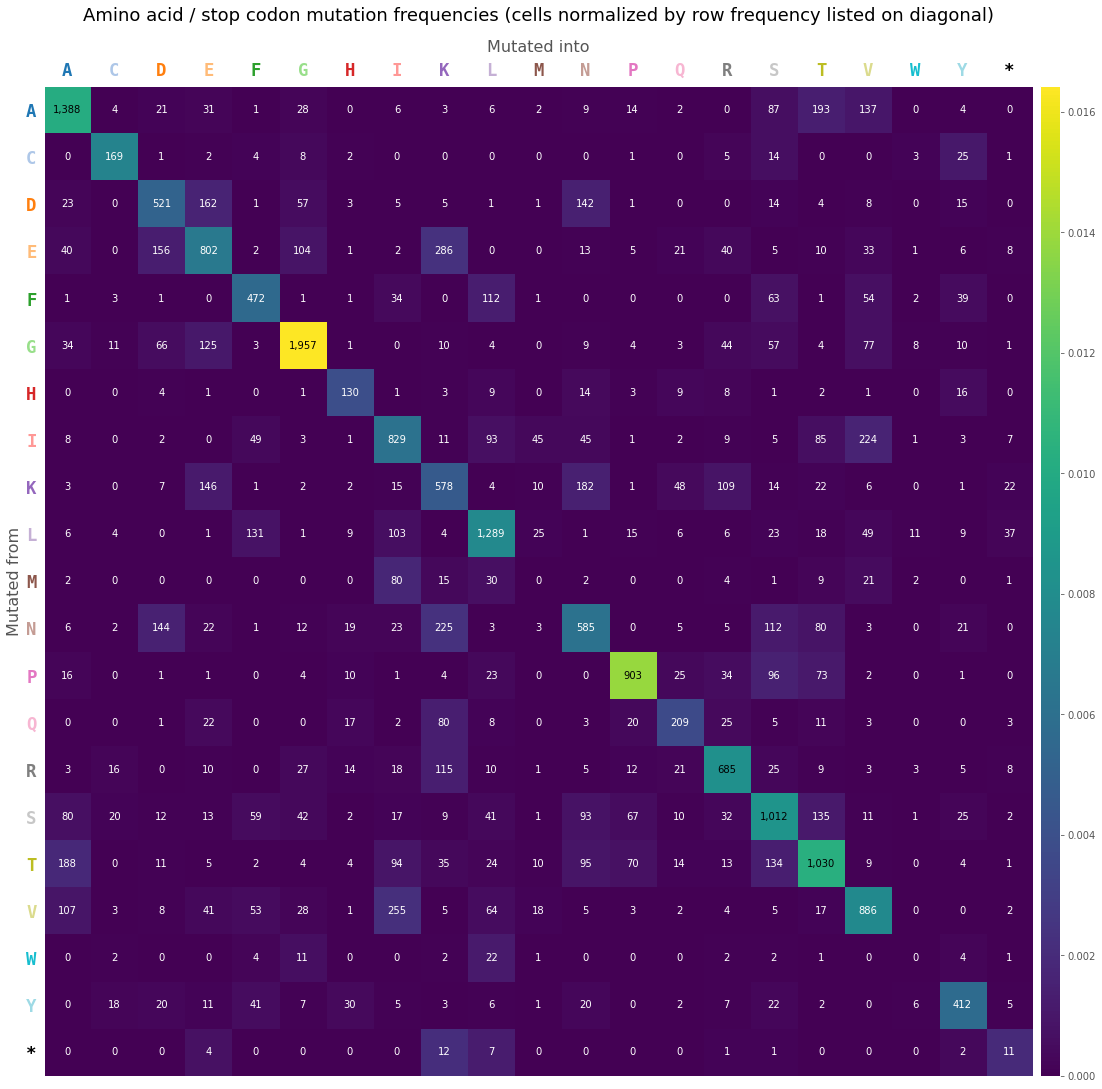 Amino acid / stop codon mutation frequencies (cells normalized by row frequency listed on diagonal)
Mutated into
A C D E F G H I K L M N P Q R S T V W Y *
A 1,388 4 21 31 1 28 0 6 3 6 2 9 14 2 0 87 193 137 0 4 0
C 0 169 1 2 4 8 2 0 0 0 0 0 1 0 5 14 0 0 3 25 1
D 23 0 521 162 1 57 3 5 5 1 1 142 1 0 0 14 4 8 0 15 0
E 40 0 156 802 2 104 1 2 286 0 0 13 5 21 40 5 10 33 1 6 8
F 1 3 1 0 472 1 1 34 0 112 1 0 0 0 0 63 1 54 2 39 0
G 34 11 66 125 3 1,957 1 0 10 4 0 9 4 3 44 57 4 77 8 10 1
H 0 0 4 1 0 1 130 1 3 9 0 14 3 9 8 1 2 1 0 16 0
I 8 0 2 0 49 3 1 829 11 93 45 45 1 2 9 5 85 224 1 3 7
K 3 0 7 146 1 2 2 15 578 4 10 182 1 48 109 14 22 6 0 1 22
L 6 4 0 1 131 1 9 103 4 1,289 25 1 15 6 6 23 18 49 11 9 37
M 2 0 0 0 0 0 0 80 15 30 0 2 0 0 4 1 9 21 2 0 1
N 6 2 144 22 1 12 19 23 225 3 3 585 0 5 5 112 80 3 0 21 0
P 16 0 1 1 0 4 10 1 4 23 0 0 903 25 34 96 73 2 0 1 0
Q 0 0 1 22 0 0 17 2 80 8 0 3 20 209 25 5 11 3 0 0 3
R 3 16 0 10 0 27 14 18 115 10 1 5 12 21 685 25 9 3 3 5 8
S 80 20 12 13 59 42 2 17 9 41 1 93 67 10 32 1,012 135 11 1 25 2
T 188 0 11 5 2 4 4 94 35 24 10 95 70 14 13 134 1,030 9 0 4 1
V 107 3 8 41 53 28 1 255 5 64 18 5 3 2 4 5 17 886 0 0 2
W 0 2 0 0 4 11 0 0 2 22 1 0 0 0 2 2 1 0 0 4 1
Y 0 18 20 11 41 7 30 5 3 6 1 20 0 2 7 22 2 0 6 412 5
* 0 0 0 4 0 0 0 0 12 7 0 0 0 0 1 1 0 0 0 2 11
Mutated from
0.016
0.014
0.012
0.010
0.008
0.006
0.004
0.002
0.000